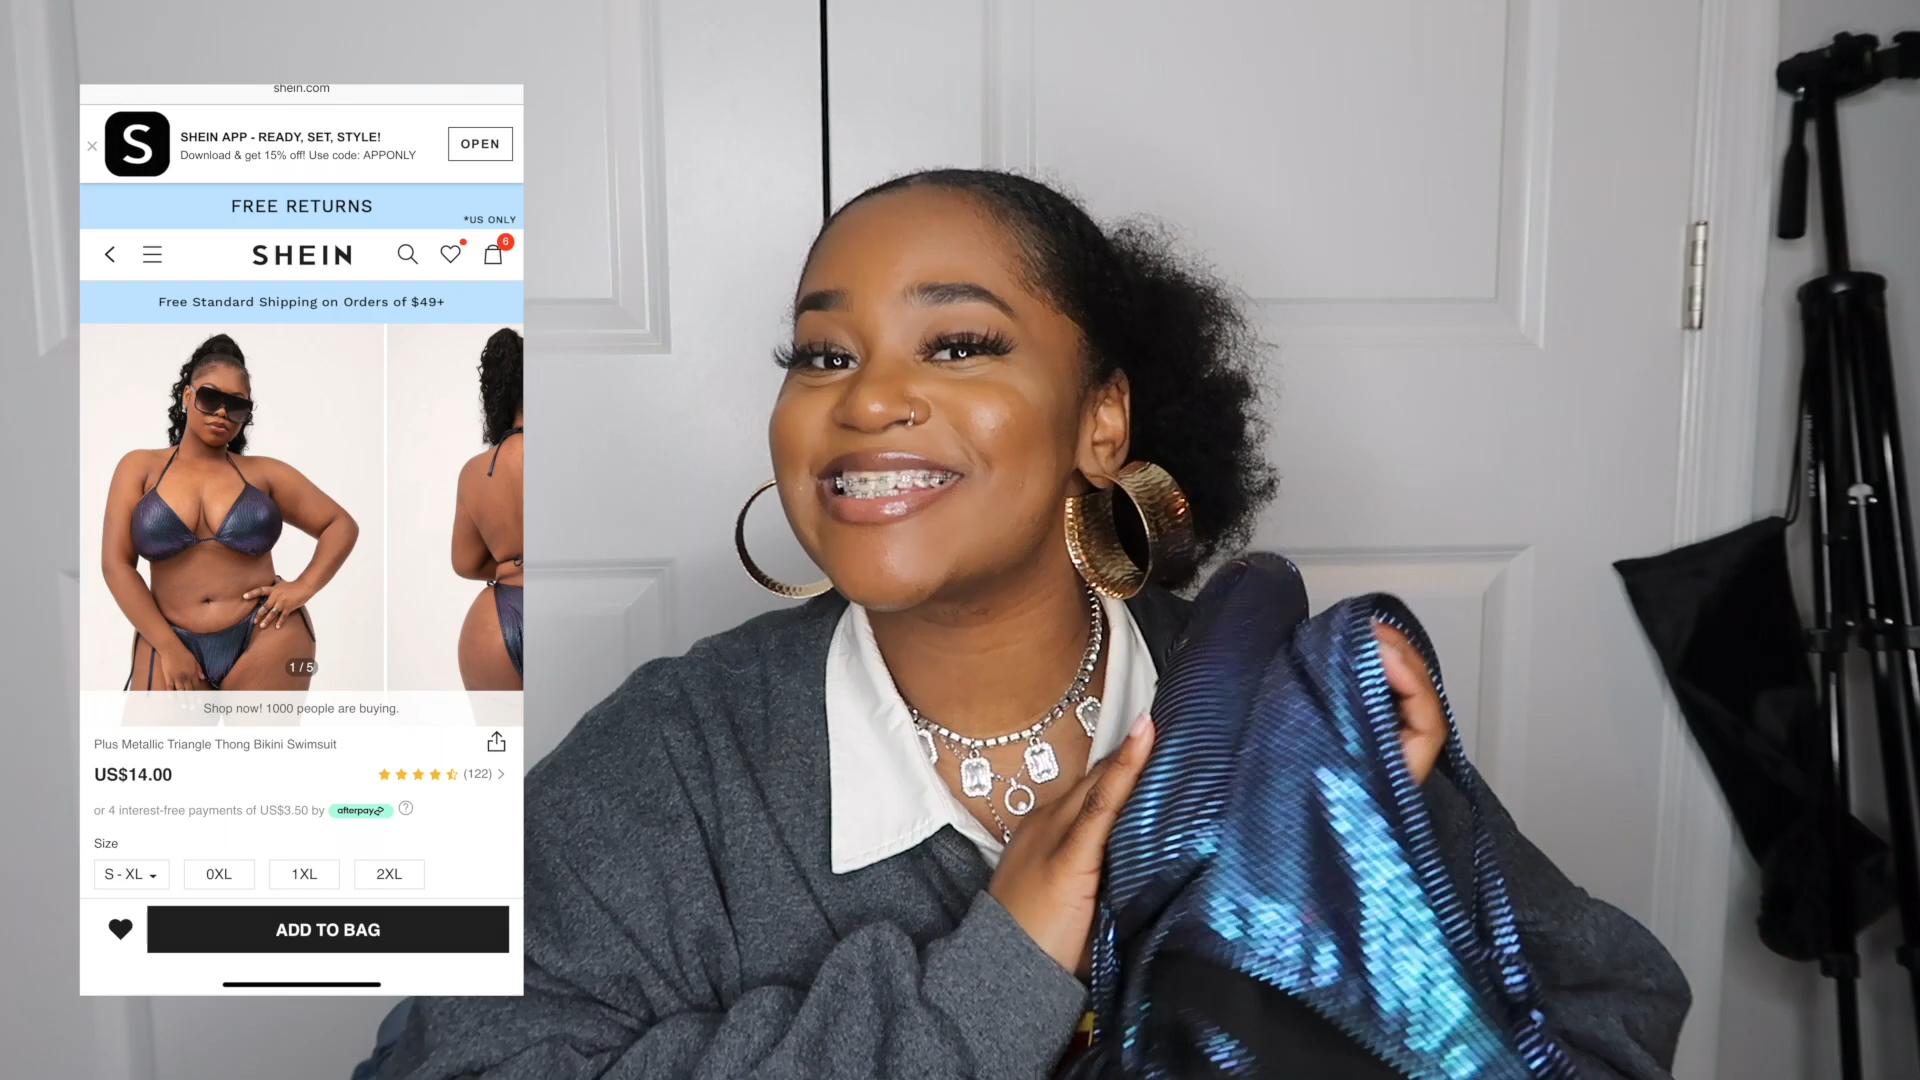 shein.com
S
SHEIN APP - READY, SET, STYLE!
Download & get 15% off! Use code: APPONLY
OPEN
FREE RETURNS
*US ONLY
SHEIN
6
Free Standard Shipping on Orders of $49+
1 / 5
Shop now! 1000 people are buying.
Plus Metallic Triangle Thong Bikini Swimsuit
US$14.00
(122)
or 4 interest-free payments of US$3.50 by afterpay
?
Size
S - XL
0XL
1XL
2XL
ADD TO BAG